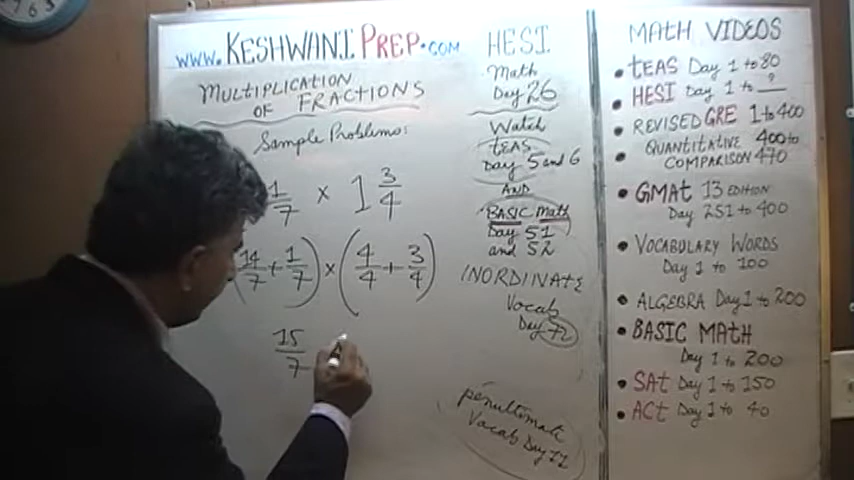 www.KESHWANIPREP.COM
MULTIPLICATION
OF FRACTIONS
Sample Problems:
1/7 x 1 3/4
(14/7 + 1/7) x (4/4 + 3/4)
15/7
HESI
Math
Day 26
Watch
TEAS
Day 5 and 6
AND
BASIC Math
Day 51
and 52
INORDINATE
Vocab
Day 72
penultimate
Vocab Day 22
MATH VIDEOS
• TEAS Day 1 to 80
• HESI Day 1 to ?
• REVISED GRE 1 to 400
• QUANTITATIVE 400 to
COMPARISON 470
• GMAT 13 EDITION
Day 251 to 400
• VOCABULARY WORDS
Day 1 to 100
• ALGEBRA Day 1 to 200
• BASIC MATH
Day 1 to 200
• SAT Day 1 to 150
• ACT Day 1 to 40